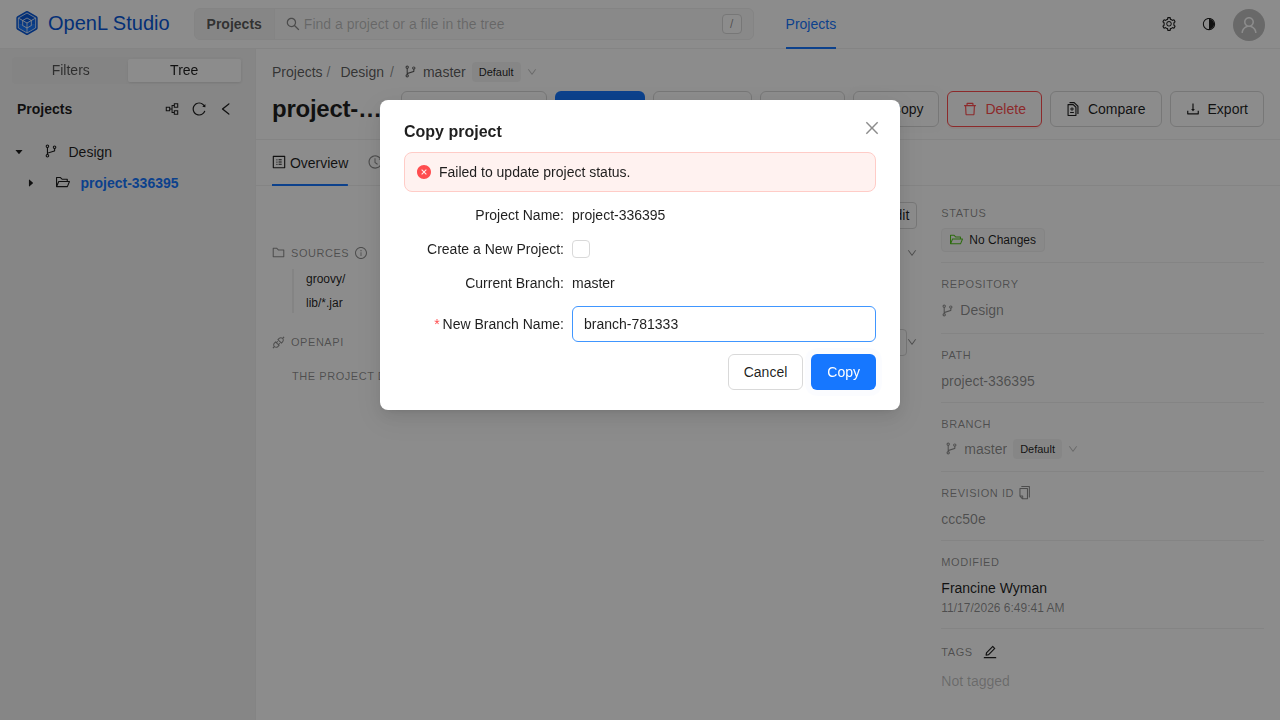 OpenL Studio
Projects
Find a project or a file in the tree
/
Projects
Filters
Tree
Projects
Design
project-336395
Projects / Design / master Default
project-...
Delete
Compare
Export
Overview
Copy project
Failed to update project status.
Project Name: project-336395
Create a New Project:
Current Branch: master
* New Branch Name: branch-781333
Cancel
Copy
SOURCES
groovy/
lib/*.jar
OPENAPI
STATUS
No Changes
REPOSITORY
Design
PATH
project-336395
BRANCH
master Default
REVISION ID
ccc50e
MODIFIED
Francine Wyman
11/17/2026 6:49:41 AM
TAGS
Not tagged
THE PROJECT